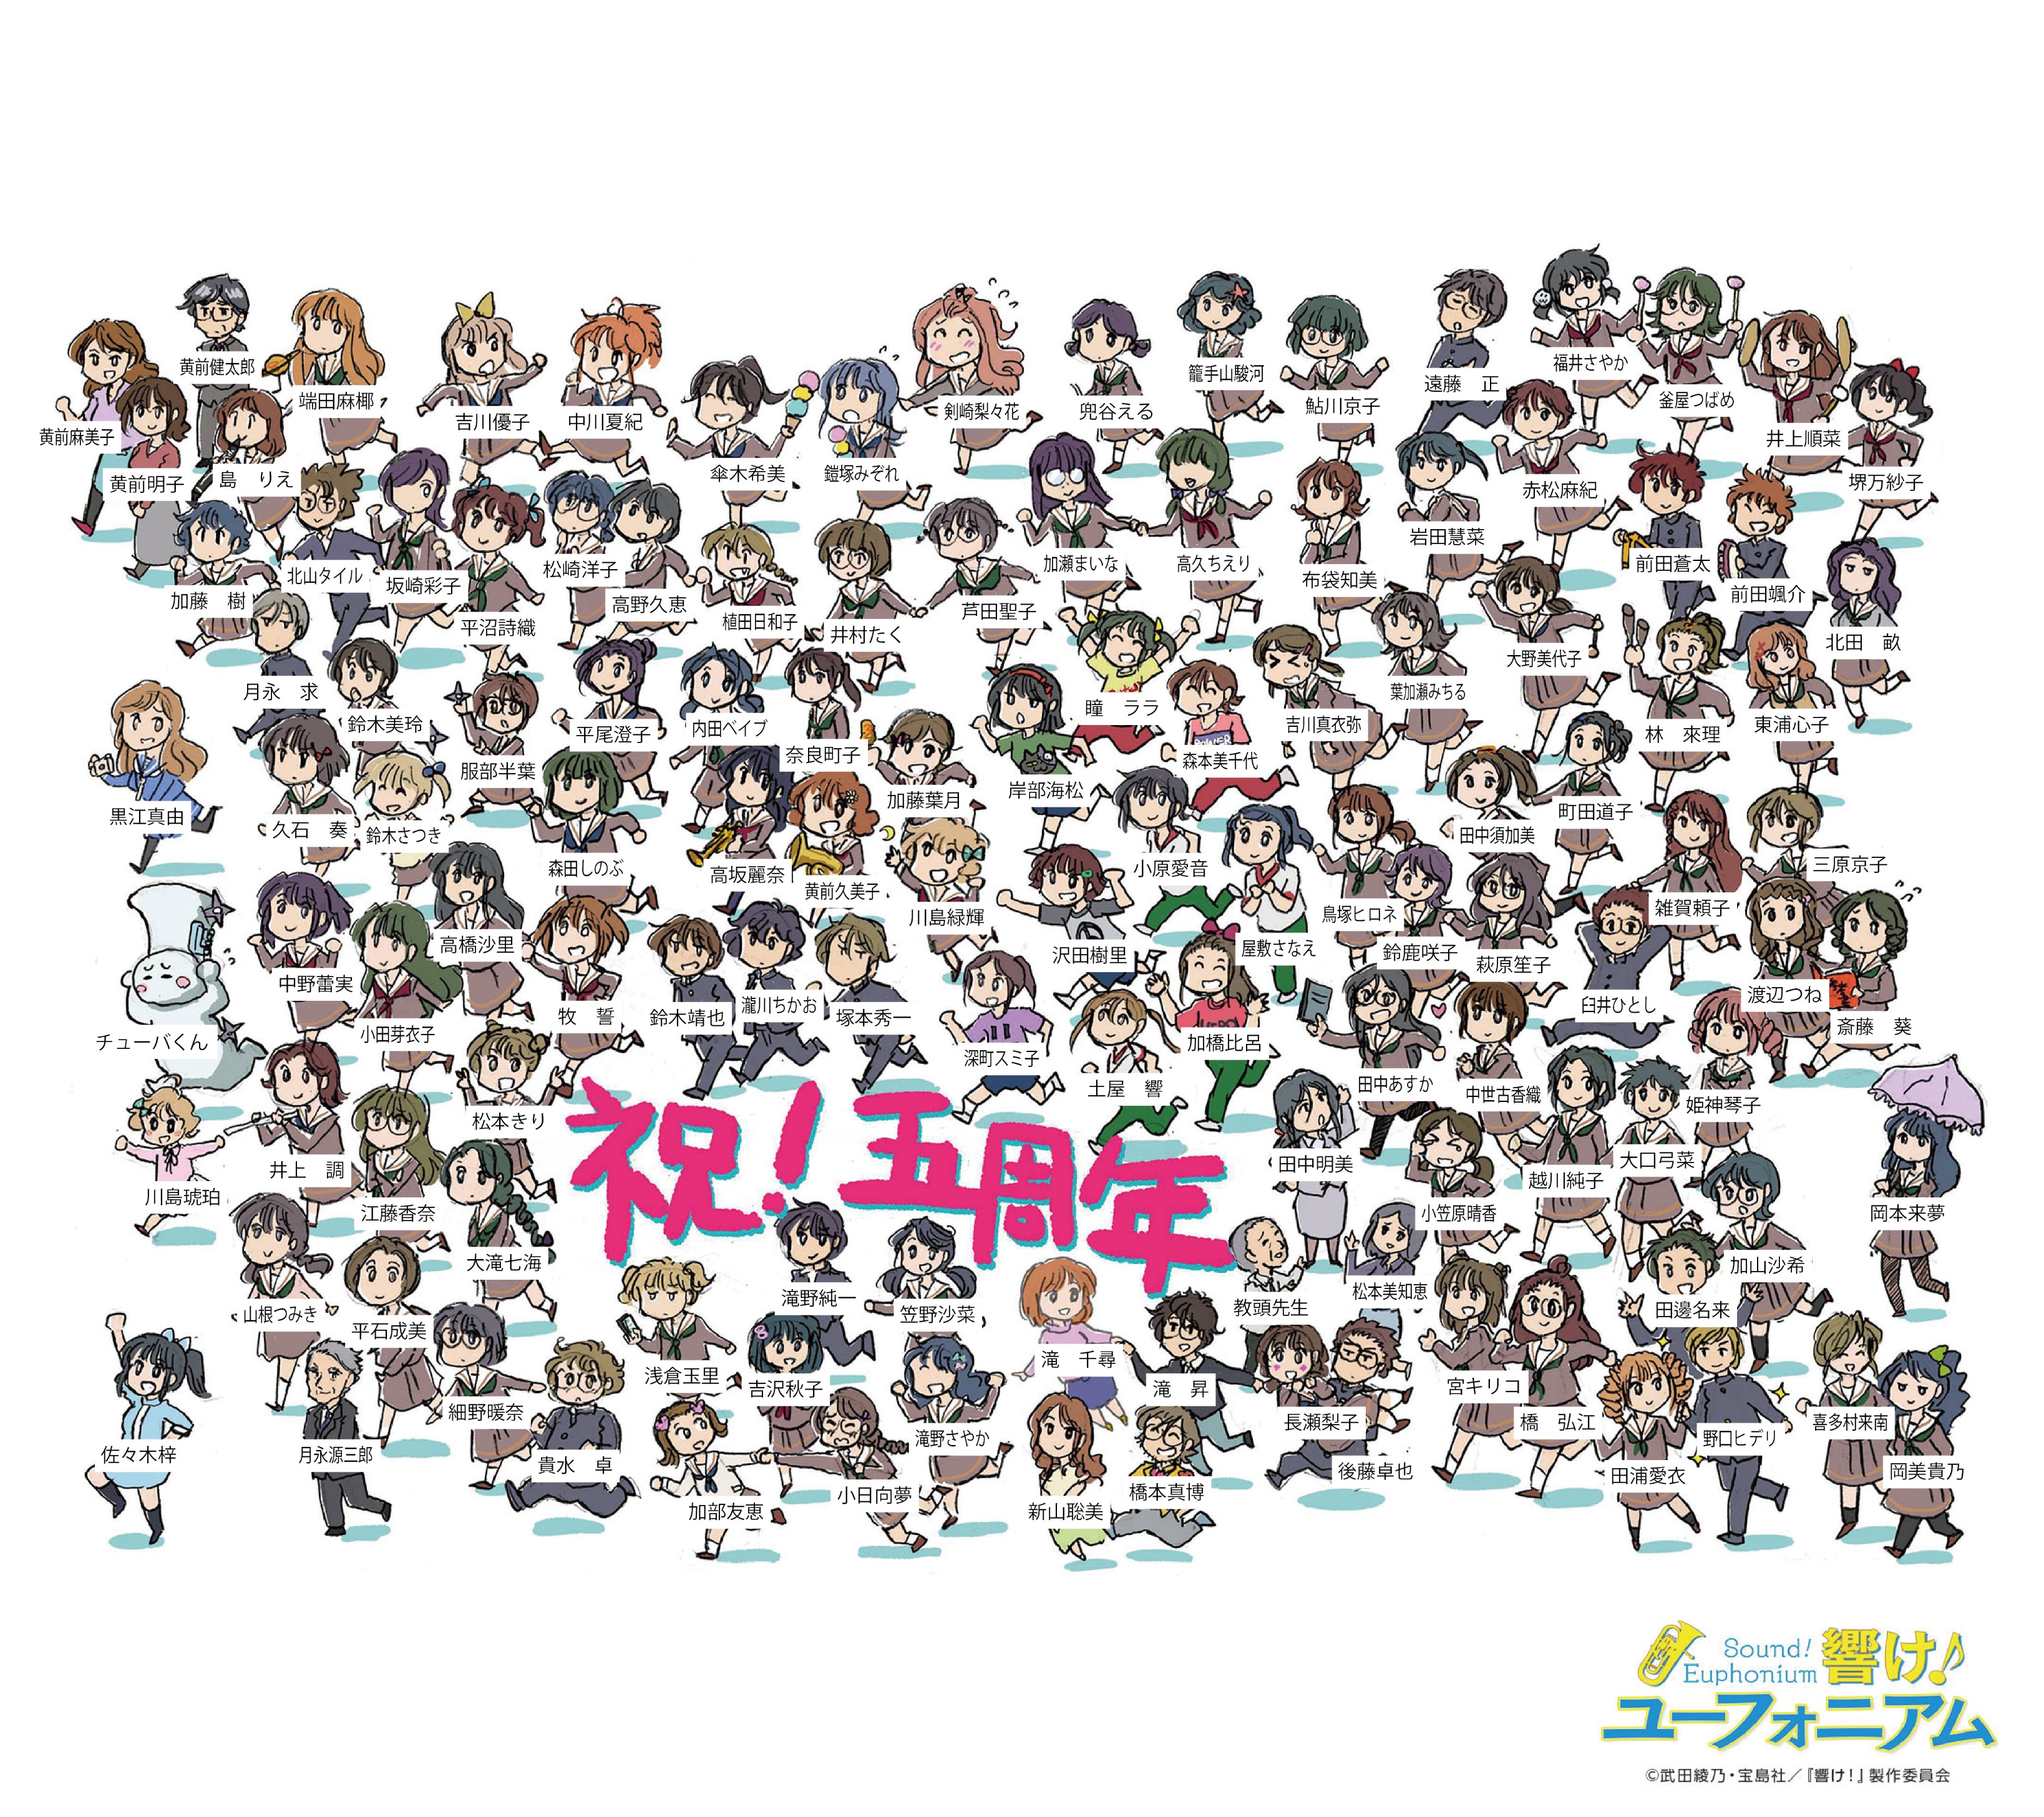 黄前麻美子
黄前健太郎
端田麻椰
吉川優子
中川夏紀
傘木希美
鎧塚みぞれ
剣崎梨々花
兜谷える
籠手山駿河
鮎川京子
遠藤 正
福井さやか
釜屋つばめ
井上順菜
堺万紗子
黄前明子
島 りえ
加藤 樹
北山タイル
坂崎彩子
平沼詩織
松崎洋子
高野久恵
植田日和子
井村たく
芦田聖子
加瀬まいな
高久ちえり
布袋知美
岩田慧菜
赤松麻紀
前田蒼太
前田颯介
北田 畝
月永 求
鈴木美玲
服部半葉
平尾澄子
内田ベイブ
奈良町子
加藤葉月
岸部海松
瞳 ララ
森本美千代
吉川真衣弥
葉加瀬みちる
大野美代子
林 來理
東浦心子
黒江真由
久石 奏
鈴木さつき
森田しのぶ
高坂麗奈
黄前久美子
川島緑輝
小原愛音
沢田樹里
屋敷さなえ
鳥塚ヒロネ
田中須加美
町田道子
雑賀頼子
三原京子
チューバくん
中野蕾実
小田芽衣子
高橋沙里
牧 誓
鈴木靖也
瀧川ちかお
塚本秀一
深町スミ子
土屋 響
加橋比呂
鈴鹿咲子
萩原笙子
臼井ひとし
渡辺つね
斎藤 葵
川島琥珀
井上 調
江藤香奈
松本きり
大滝七海
祝!五周年
田中あすか
中世古香織
姫神琴子
田中明美
小笠原晴香
越川純子
大口弓菜
加山沙希
岡本来夢
山根つみき
平石成美
細野暖奈
浅倉玉里
滝野純一
笠野沙菜
滝 千尋
滝 昇
教頭先生
松本美知恵
宮キリコ
橋 弘江
田邊名来
佐々木梓
月永源三郎
貴水 卓
加部友恵
吉沢秋子
小日向夢
滝野さやか
新山聡美
橋本真博
長瀬梨子
後藤卓也
田浦愛衣
野口ヒデリ
喜多村来南
岡美貴乃
Sound!
Euphonium
響け!
ユーフォニアム
©武田綾乃・宝島社/『響け!』製作委員会